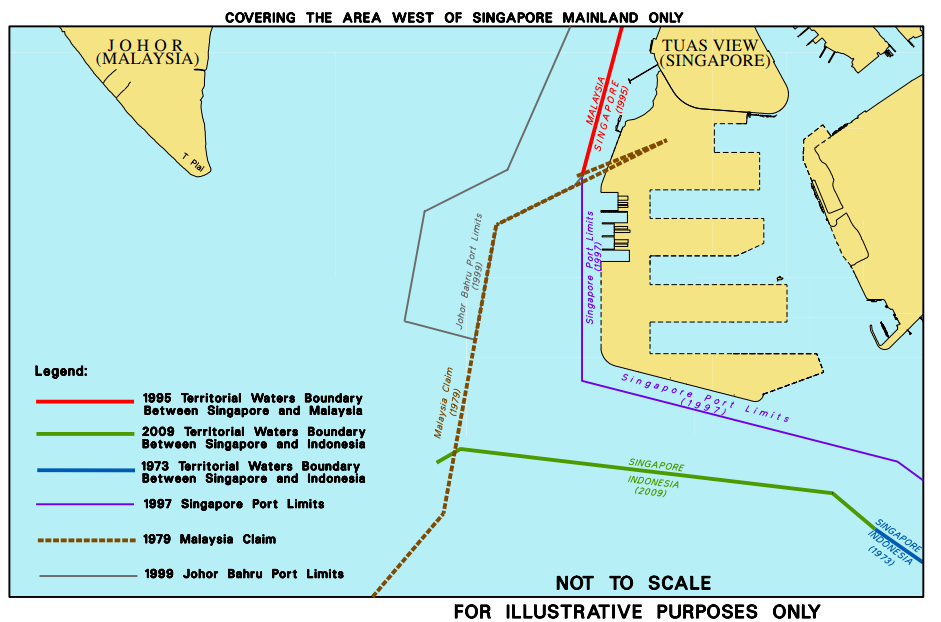 COVERING THE AREA WEST OF SINGAPORE MAINLAND ONLY
JOHOR
(MALAYSIA)
TUAS VIEW
(SINGAPORE)
MALAYSIA
SINGAPORE
(1995)
T Piai
Johor Bahru Port Limits
(1999)
Singapore Port Limits
(1997)
Malaysia Claim
(1979)
Singapore Port Limits
(1997)
SINGAPORE
INDONESIA
(2009)
SINGAPORE
INDONESIA
(1973)
Legend:
1995 Territorial Waters Boundary
Between Singapore and Malaysia
2009 Territorial Waters Boundary
Between Singapore and Indonesia
1973 Territorial Waters Boundary
Between Singapore and Indonesia
1997 Singapore Port Limits
1979 Malaysia Claim
1999 Johor Bahru Port Limits
NOT TO SCALE
FOR ILLUSTRATIVE PURPOSES ONLY